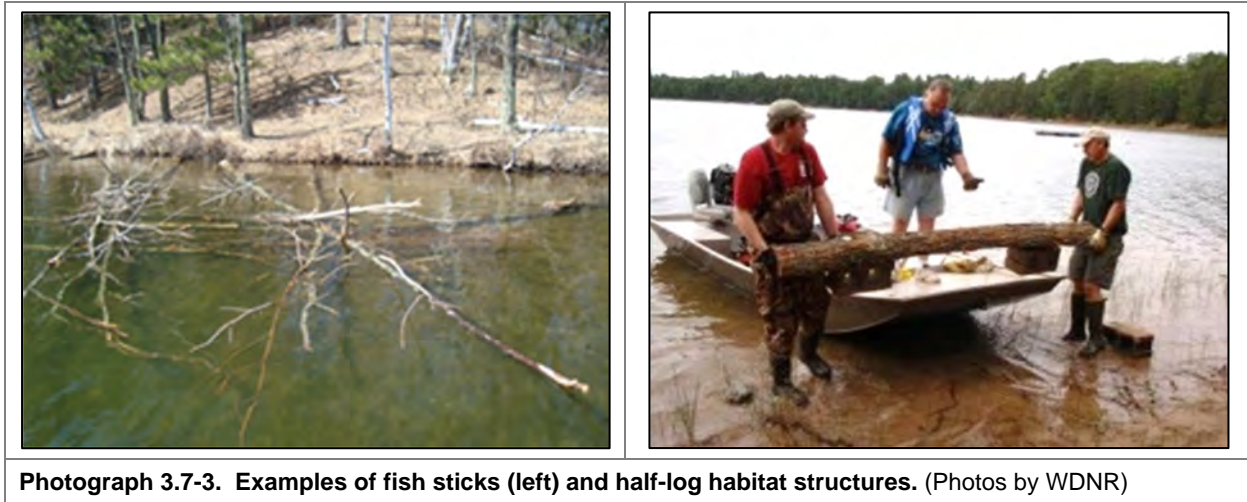 Photograph 3.7-3. Examples of fish sticks (left) and half-log habitat structures. (Photos by WDNR)